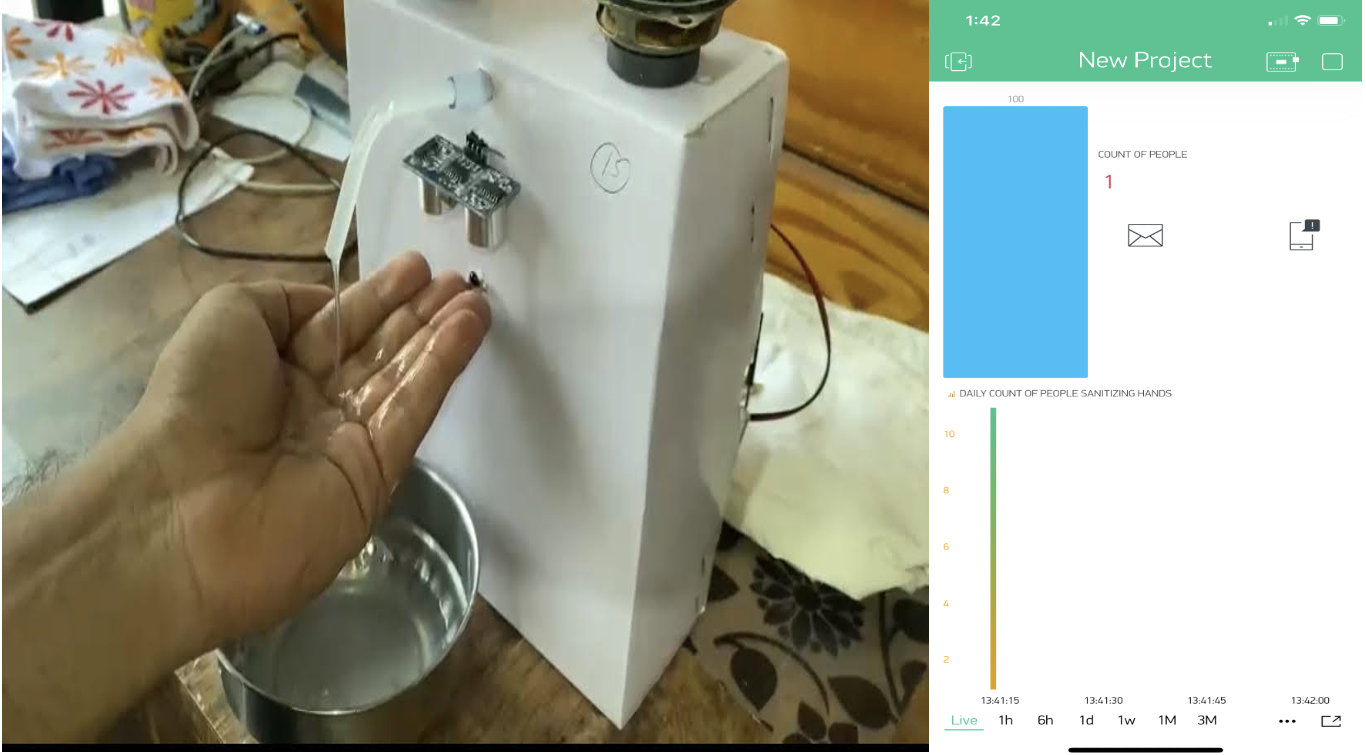 15
1:42
New Project
100
COUNT OF PEOPLE
1
!
DAILY COUNT OF PEOPLE SANITIZING HANDS
10
8
6
4
2
13:41:15 13:41:30 13:41:45 13:42:00
Live 1h 6h 1d 1w 1M 3M ...